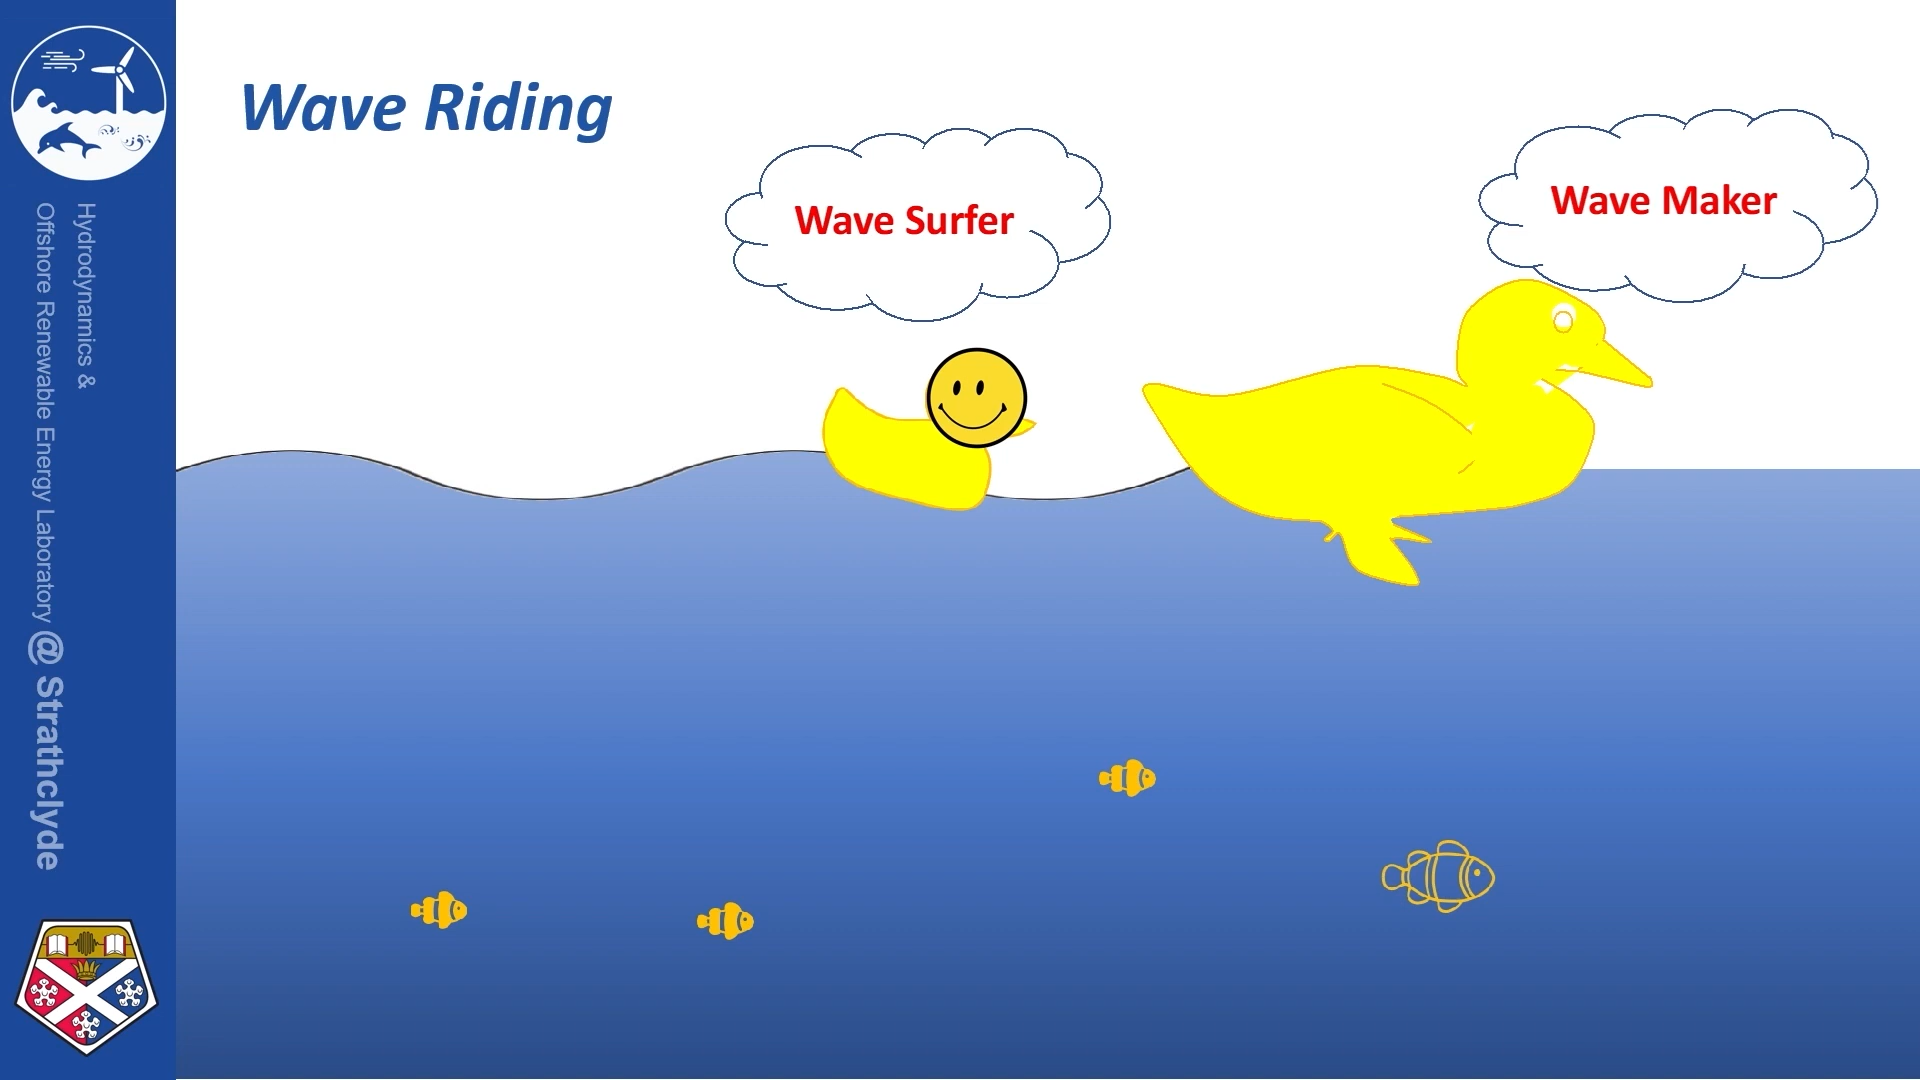 Wave Riding
Wave Surfer
Wave Maker
Hydrodynamics &
Offshore Renewable Energy Laboratory @ Strathclyde